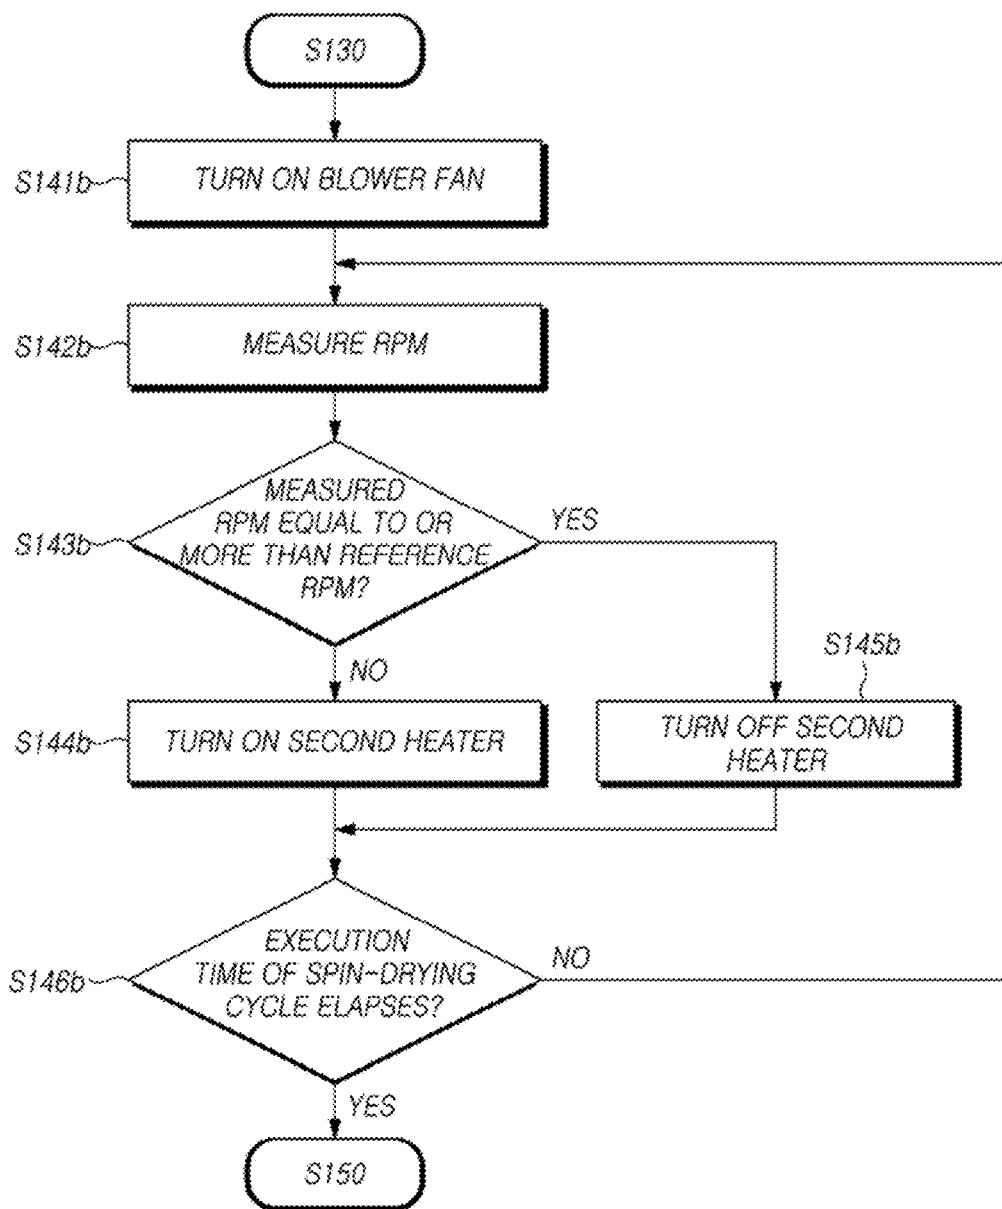 S130
S141b
TURN ON BLOWER FAN
S142b
MEASURE RPM
S143b
MEASURED
RPM EQUAL TO OR
MORE THAN REFERENCE
RPM?
YES
NO
S145b
S144b
TURN ON SECOND HEATER
TURN OFF SECOND
HEATER
S146b
EXECUTION
TIME OF SPIN-DRYING
CYCLE ELAPSES?
NO
YES
S150